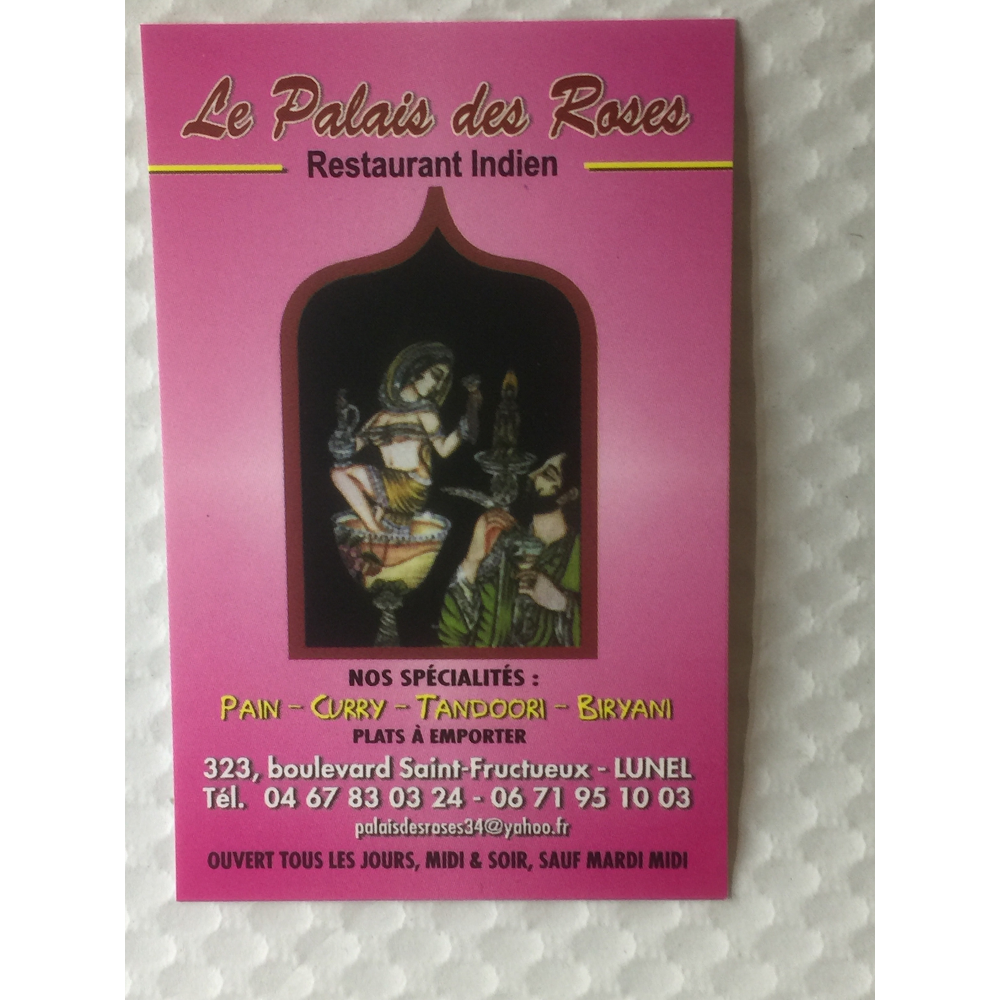 Le Palais des Roses
Restaurant Indien
NOS SPÉCIALITÉS :
PAIN - CURRY - TANDOORI - BIRYANI
PLATS À EMPORTER
323, boulevard Saint-Fructueux - LUNEL
Tél. 04 67 83 03 24 - 06 71 95 10 03
palaisdesroses34@yahoo.fr
OUVERT TOUS LES JOURS, MIDI & SOIR, SAUF MARDI MIDI